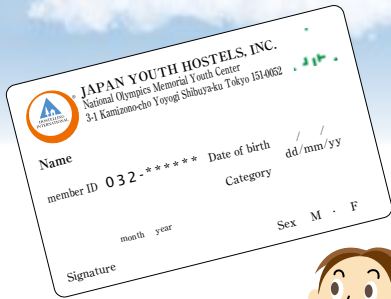 JAPAN YOUTH HOSTELS, INC.
National Olympics Memorial Youth Center
3-1 Kamizono-cho Yoyogi Shibuya-ku Tokyo 151-0052
HOSTELLING
INTERNATIONAL
®
Name
member ID 032-****** Date of birth dd/mm/yy
Category
month year
Sex M · F
Signature